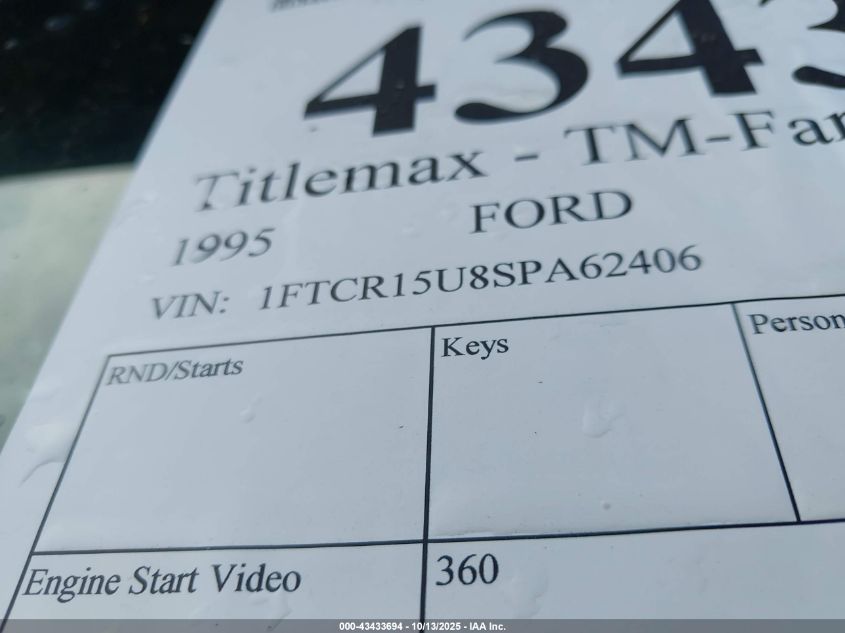 4343
Titlemax - TM-Far
1995 FORD
VIN: 1FTCR15U8SPA62406
RND/Starts Keys Person
Engine Start Video 360
000-43433694 - 10/13/2025 - IAA Inc.